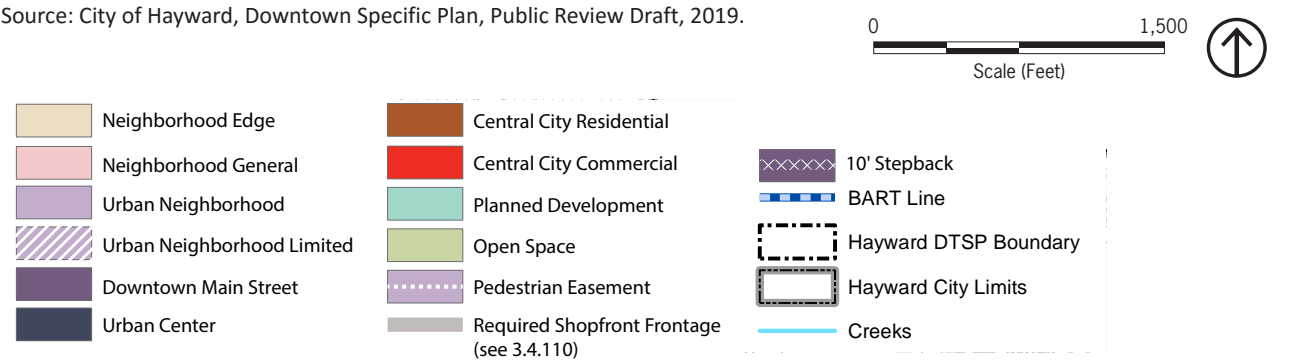 Source: City of Hayward, Downtown Specific Plan, Public Review Draft, 2019.
0 1,500
Scale (Feet)
Neighborhood Edge
Neighborhood General
Urban Neighborhood
Urban Neighborhood Limited
Downtown Main Street
Urban Center
Central City Residential
Central City Commercial
Planned Development
Open Space
Pedestrian Easement
Required Shopfront Frontage
(see 3.4.110)
10' Stepback
BART Line
Hayward DTSP Boundary
Hayward City Limits
Creeks